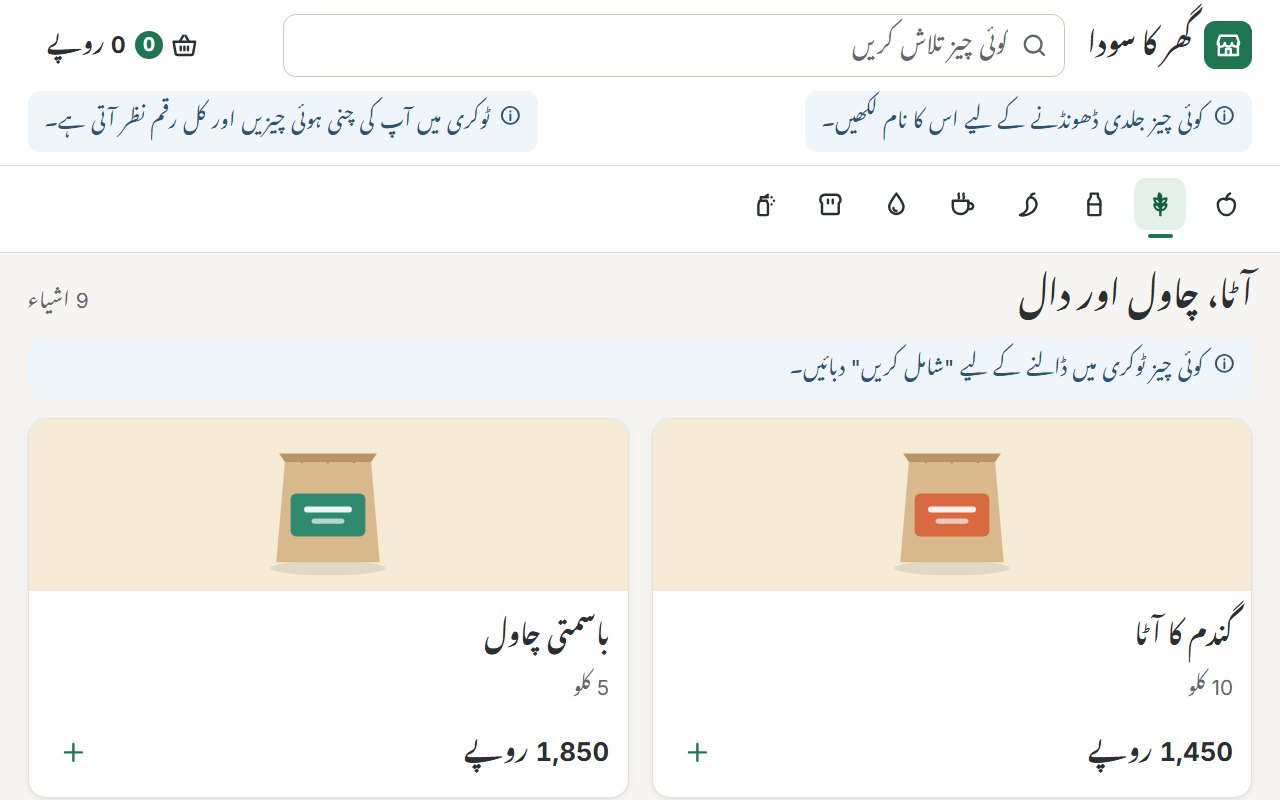 گھر کا سودا
کوئی چیز تلاش کریں
0 0 روپے
کوئی چیز جلدی ڈھونڈنے کے لیے اس کا نام لکھیں۔
ٹوکری میں آپ کی چنی ہوئی چیزیں اور کل رقم نظر آتی ہے۔
آٹا، چاول اور دال
9 اشیاء
کوئی چیز ٹوکری میں ڈالنے کے لیے "شامل کریں" دبائیں۔
گندم کا آٹا
10 کلو
1,450 روپے
باسمتی چاول
5 کلو
1,850 روپے